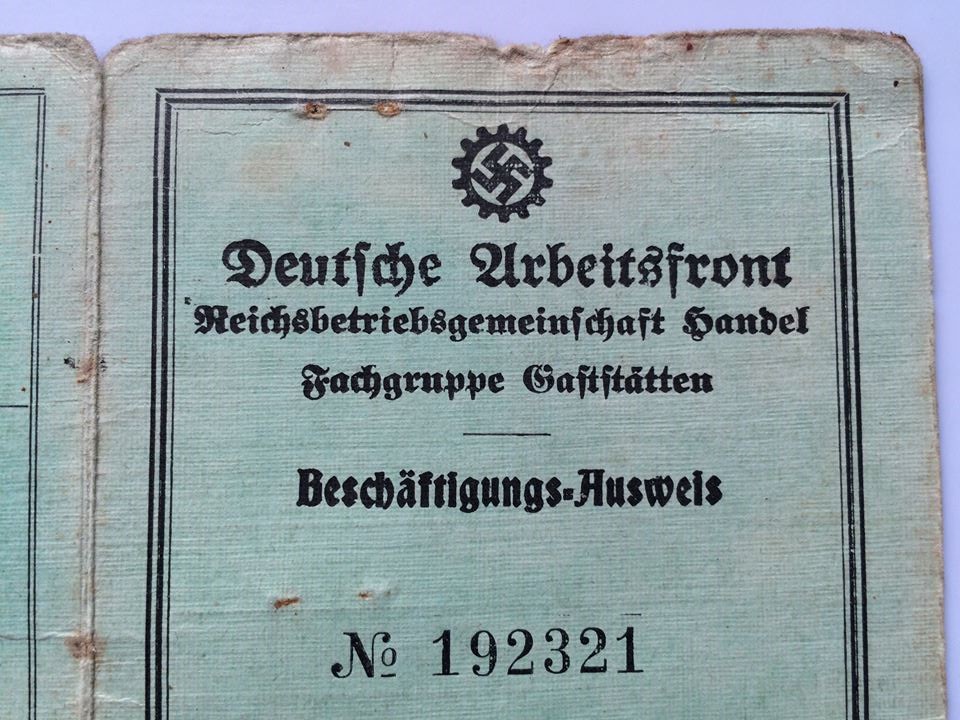 Deutsche Arbeitsfront
Reichsbetriebsgemeinschaft Handel
Fachgruppe Gaststätten
Beschäftigungs-Ausweis
№ 192321